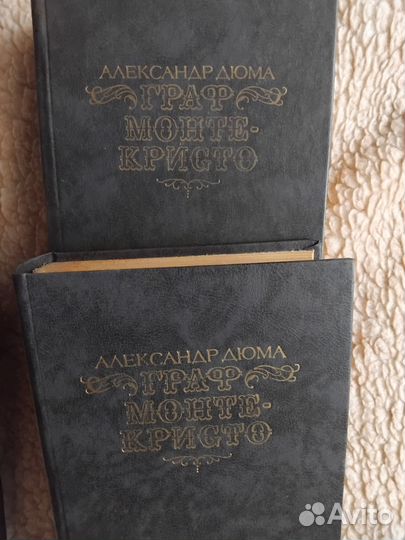 АЛЕКСАНДР ДЮМА
ГРАФ
МОНТЕ-
КРИСТО
АЛЕКСАНДР ДЮМА
ГРАФ
МОНТЕ-
КРИСТО
Avito